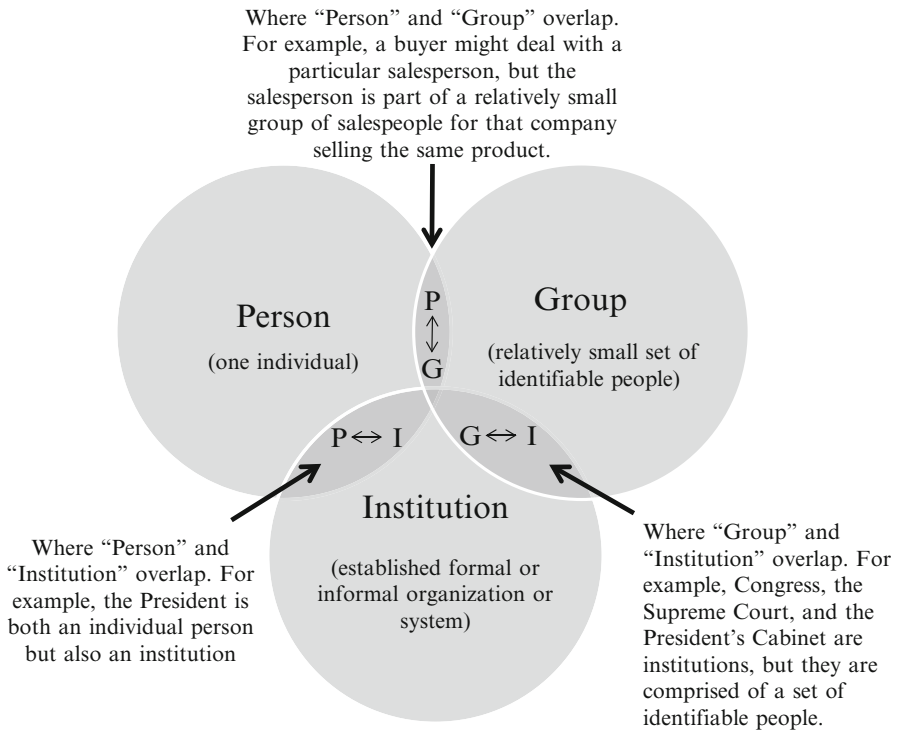 Where “Person” and “Group” overlap.
For example, a buyer might deal with a
particular salesperson, but the
salesperson is part of a relatively small
group of salespeople for that company
selling the same product.
Person
(one individual)
P
G
Group
(relatively small set of
identifiable people)
P I
G I
Institution
(established formal or
informal organization or
system)
Where “Person” and
“Institution” overlap. For
example, the President is
both an individual person
but also an institution
Where “Group” and
“Institution” overlap. For
example, Congress, the
Supreme Court, and the
President’s Cabinet are
institutions, but they are
comprised of a set of
identifiable people.